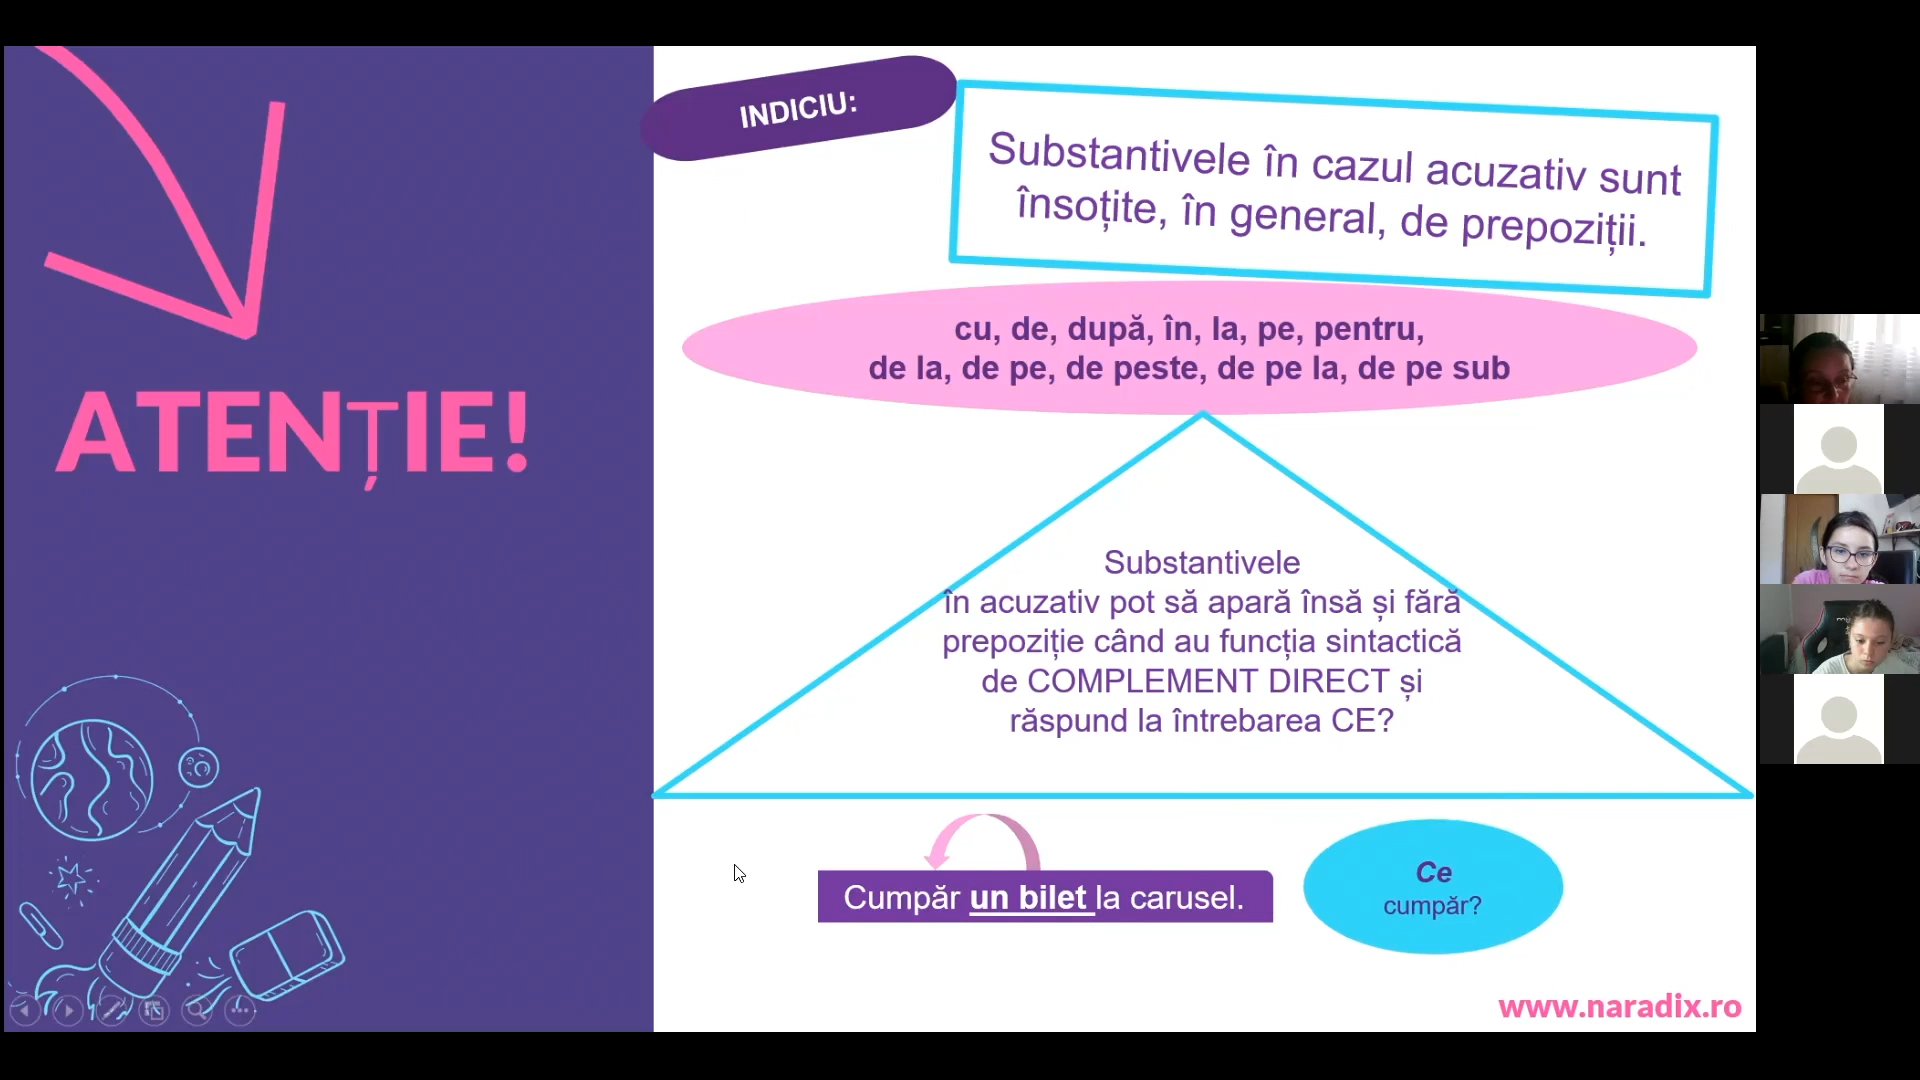 INDICIU:
Substantivele în cazul acuzativ sunt
însoțite, în general, de prepoziții.
cu, de, după, în, la, pe, pentru,
de la, de pe, de peste, de pe la, de pe sub
ATENȚIE!
Substantivele
în acuzativ pot să apară însă și fără
prepoziție când au funcția sintactică
de COMPLEMENT DIRECT și
răspund la întrebarea CE?
Cumpăr un bilet la carusel.
Ce
cumpăr?
www.naradix.ro